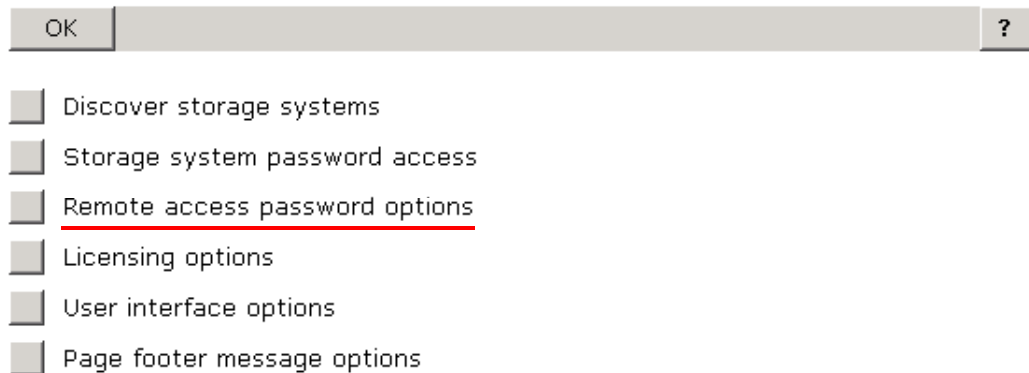 OK ?
Discover storage systems
Storage system password access
Remote access password options
Licensing options
User interface options
Page footer message options